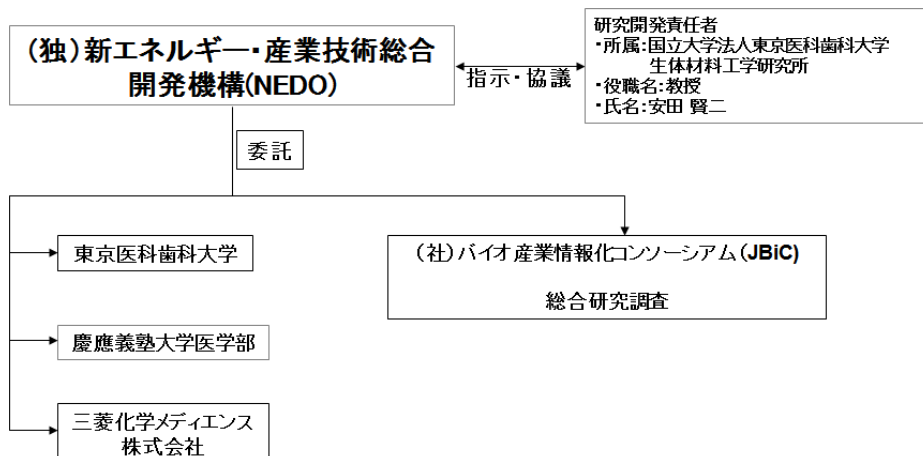 (独)新エネルギー・産業技術総合
開発機構(NEDO)
指示・協議
研究開発責任者
・所属:国立大学法人東京医科歯科大学
生体材料工学研究所
・役職名:教授
・氏名:安田 賢二
委託
東京医科歯科大学
(社)バイオ産業情報化コンソーシアム(JBiC)
総合研究調査
慶應義塾大学医学部
三菱化学メディエンス
株式会社